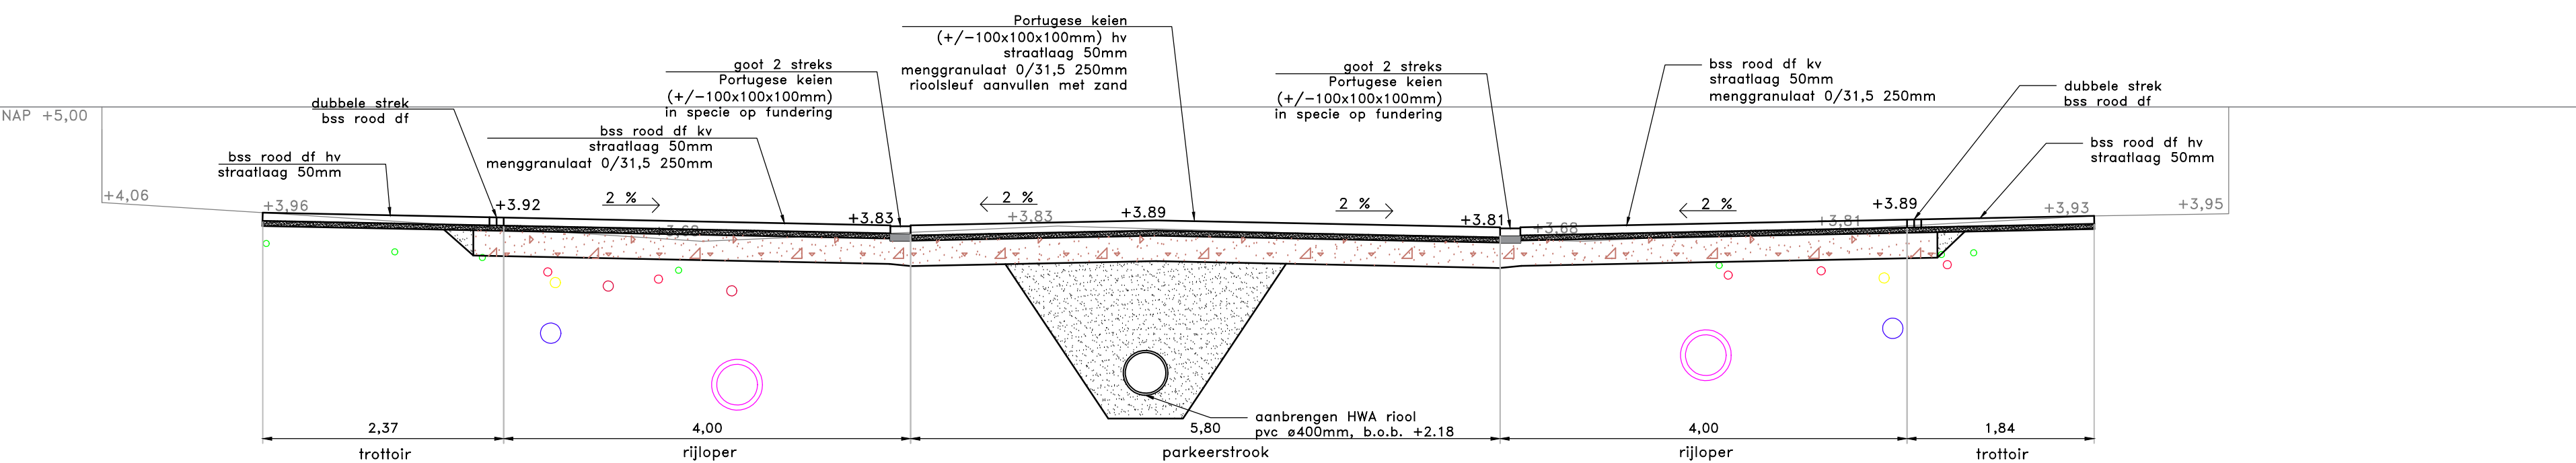 Portugese keien
(+/-100x100x100mm) hv
straatlaag 50mm
menggranulaat 0/31,5 250mm
rioolsleuf aanvullen met zand
goot 2 streks
Portugese keien
(+/-100x100x100mm)
in specie op fundering
goot 2 streks
Portugese keien
(+/-100x100x100mm)
in specie op fundering
bss rood df kv
straatlaag 50mm
menggranulaat 0/31,5 250mm
dubbele strek
bss rood df
dubbele strek
bss rood df
NAP +5,00
bss rood df kv
straatlaag 50mm
menggranulaat 0/31,5 250mm
bss rood df hv
straatlaag 50mm
bss rood df hv
straatlaag 50mm
+4,06
+3,96
+3.92
2 %
+3.83
2 %
+3,83
+3.89
2 %
+3.81
+3,68
2 %
+3,81
+3.89
+3,93
+3,95
+3,68
aanbrengen HWA riool
pvc ø400mm, b.o.b. +2.18
2,37
4,00
5,80
4,00
1,84
trottoir
rijloper
parkeerstrook
rijloper
trottoir